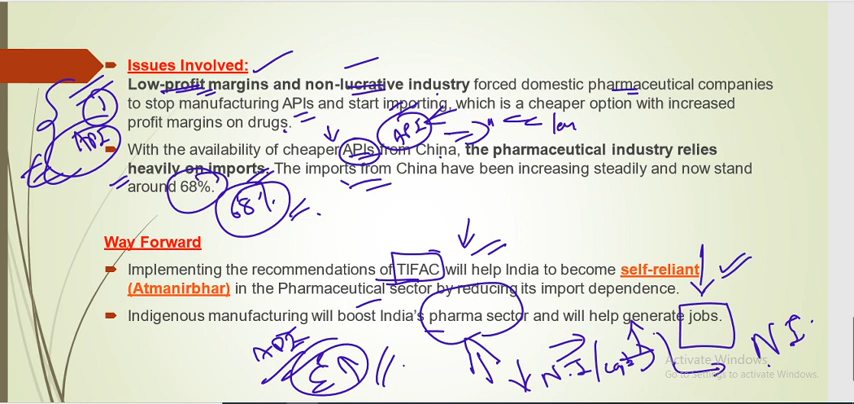 Issues Involved:
Low-profit margins and non-lucrative industry forced domestic pharmaceutical companies
to stop manufacturing APIs and start importing, which is a cheaper option with increased
profit margins on drugs.
API
API
With the availability of cheaper APIs from China, the pharmaceutical industry relies
heavily on imports. The imports from China have been increasing steadily and now stand
around 68%.
68%
Way Forward
Implementing the recommendations of TIFAC will help India to become self-reliant
(Atmanirbhar) in the Pharmaceutical sector by reducing its import dependence.
Indigenous manufacturing will boost India's pharma sector and will help generate jobs.
API
N.I
N.I.
Activate Windows
Go to Settings to activate Windows.